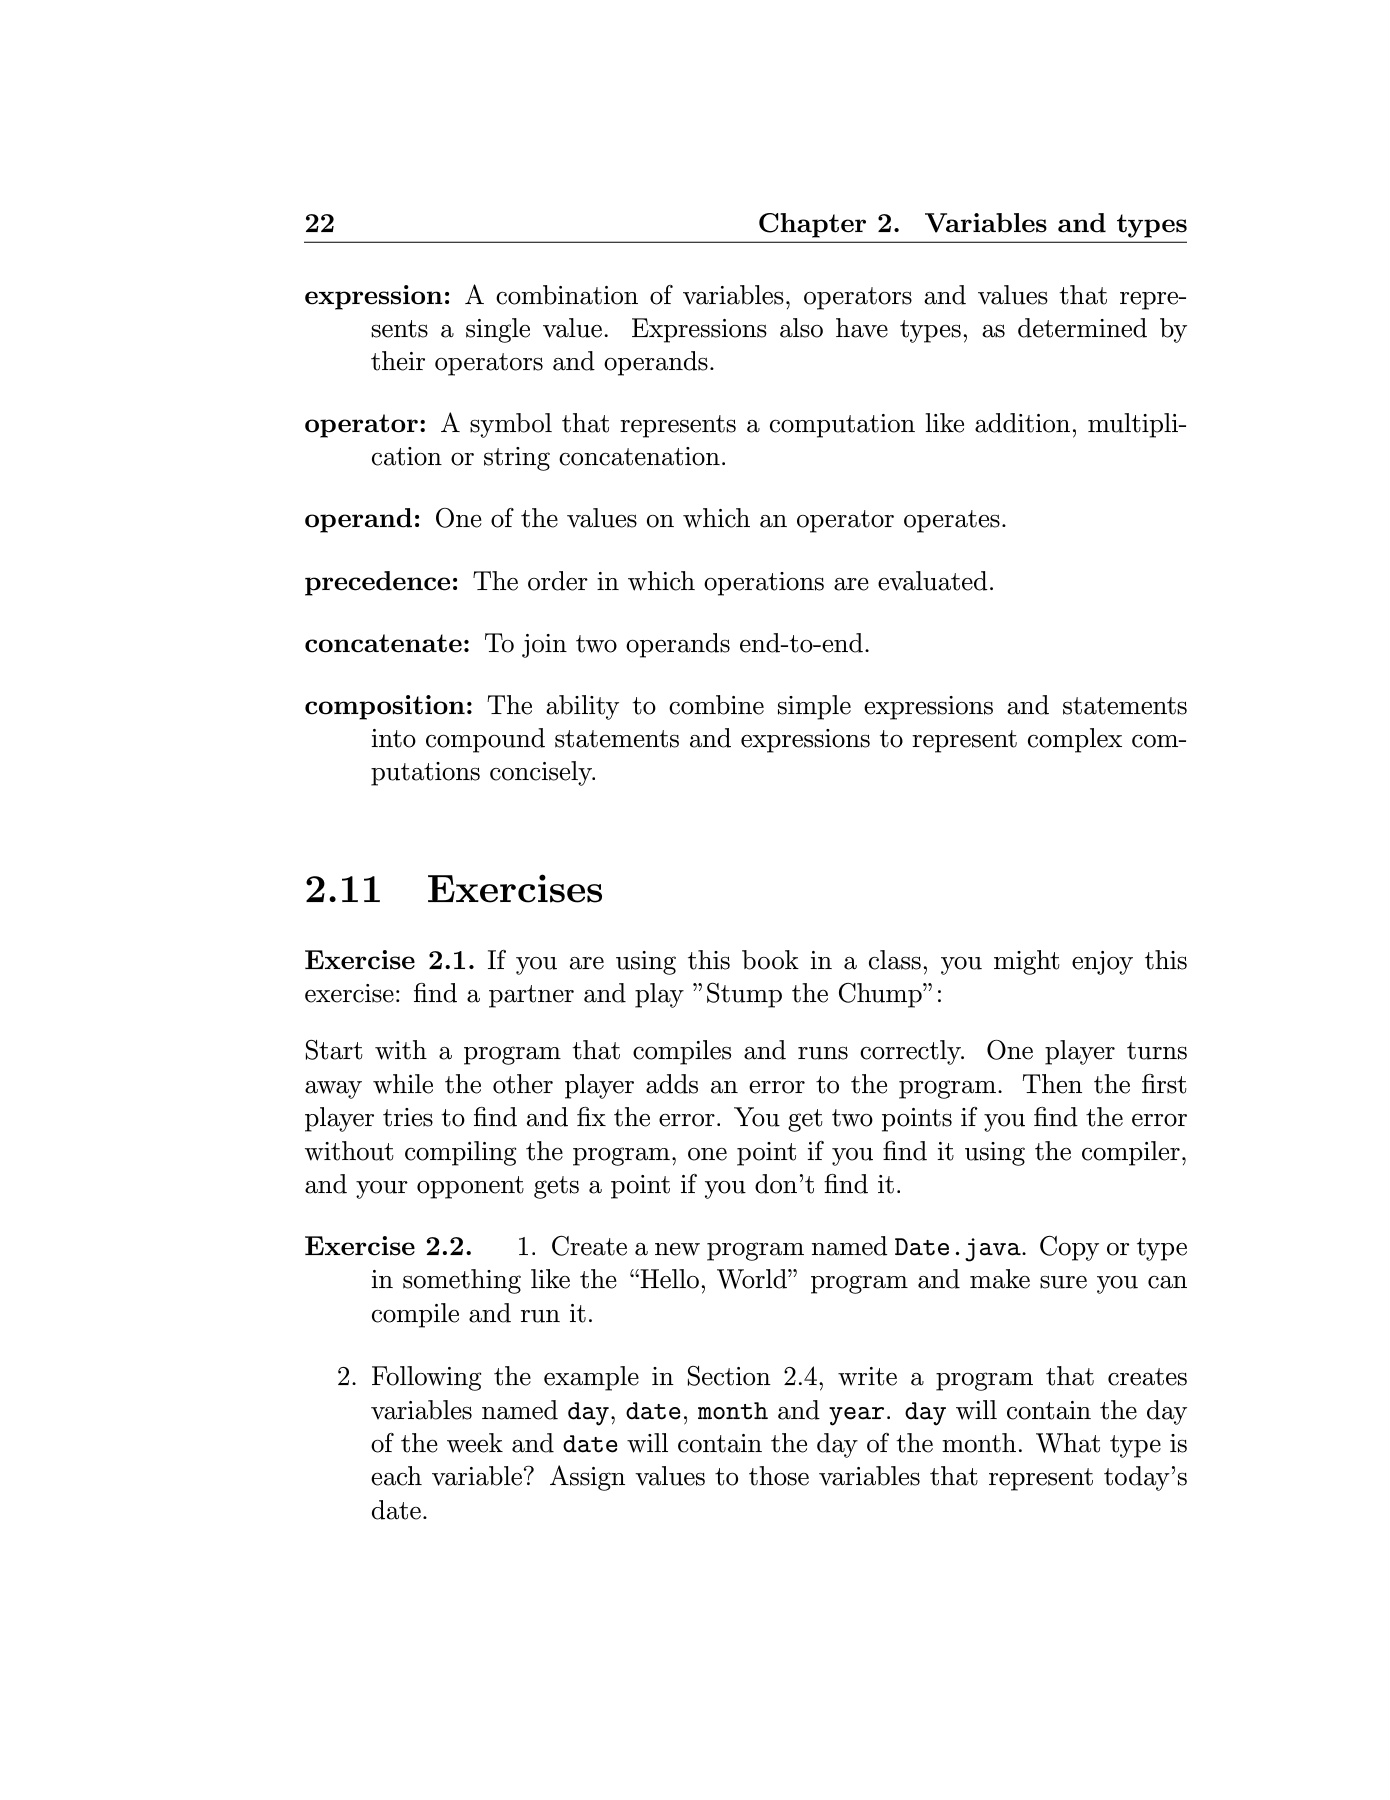 22 Chapter 2. Variables and types
expression: A combination of variables, operators and values that repre-
sents a single value. Expressions also have types, as determined by
their operators and operands.
operator: A symbol that represents a computation like addition, multipli-
cation or string concatenation.
operand: One of the values on which an operator operates.
precedence: The order in which operations are evaluated.
concatenate: To join two operands end-to-end.
composition: The ability to combine simple expressions and statements
into compound statements and expressions to represent complex com-
putations concisely.
2.11 Exercises
Exercise 2.1. If you are using this book in a class, you might enjoy this
exercise: find a partner and play ”Stump the Chump”:
Start with a program that compiles and runs correctly. One player turns
away while the other player adds an error to the program. Then the first
player tries to find and fix the error. You get two points if you find the error
without compiling the program, one point if you find it using the compiler,
and your opponent gets a point if you don’t find it.
Exercise 2.2. 1. Create a new program named Date.java. Copy or type
in something like the “Hello, World” program and make sure you can
compile and run it.
2. Following the example in Section 2.4, write a program that creates
variables named day, date, month and year. day will contain the day
of the week and date will contain the day of the month. What type is
each variable? Assign values to those variables that represent today’s
date.